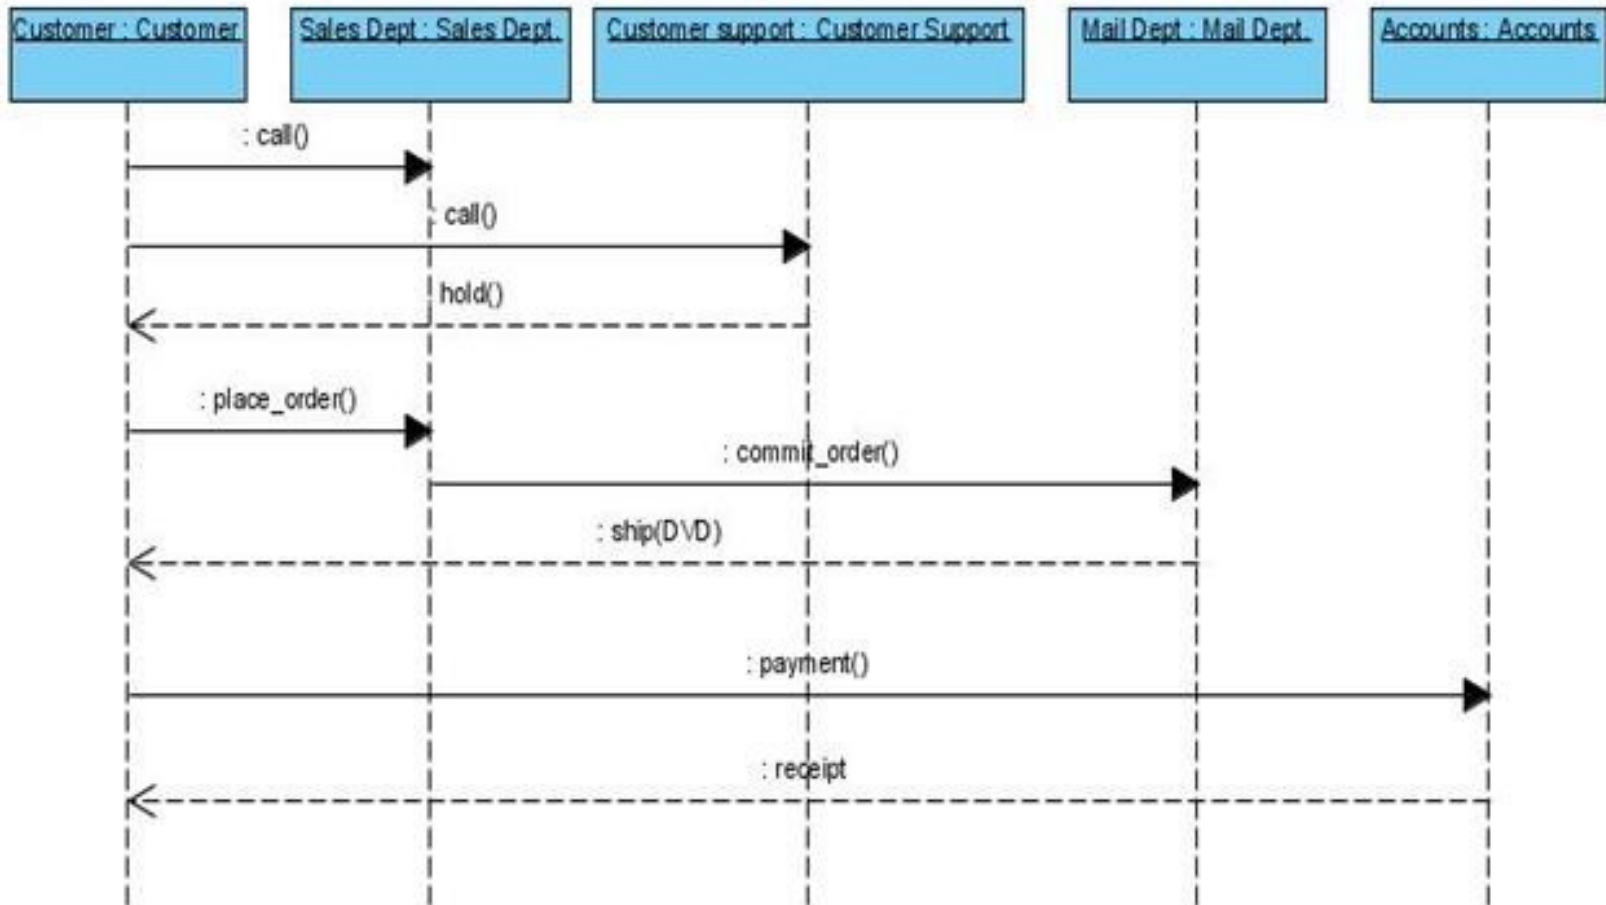 Customer : Customer
Sales Dept : Sales Dept.
Customer support : Customer Support
Mail Dept : Mail Dept.
Accounts : Accounts
: call()
: call()
hold()
: place_order()
: commit_order()
: ship(DVD)
: payment()
: receipt